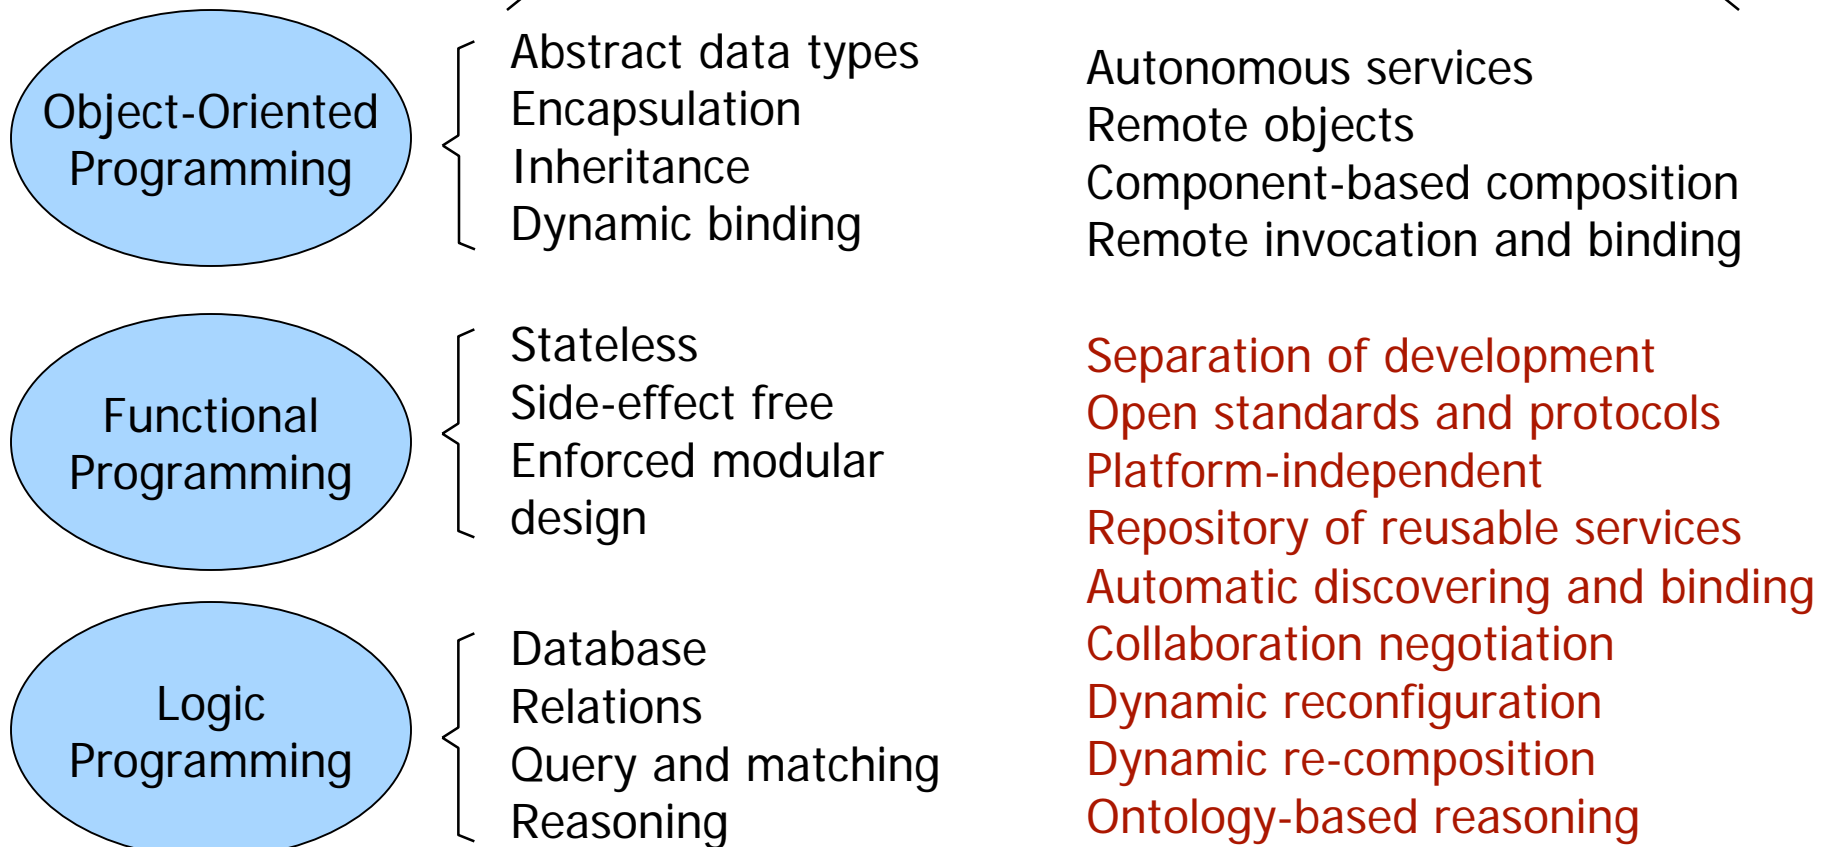 Object-Oriented
Programming
Abstract data types
Encapsulation
Inheritance
Dynamic binding
Autonomous services
Remote objects
Component-based composition
Remote invocation and binding
Functional
Programming
Stateless
Side-effect free
Enforced modular
design
Logic
Programming
Database
Relations
Query and matching
Reasoning
Separation of development
Open standards and protocols
Platform-independent
Repository of reusable services
Automatic discovering and binding
Collaboration negotiation
Dynamic reconfiguration
Dynamic re-composition
Ontology-based reasoning